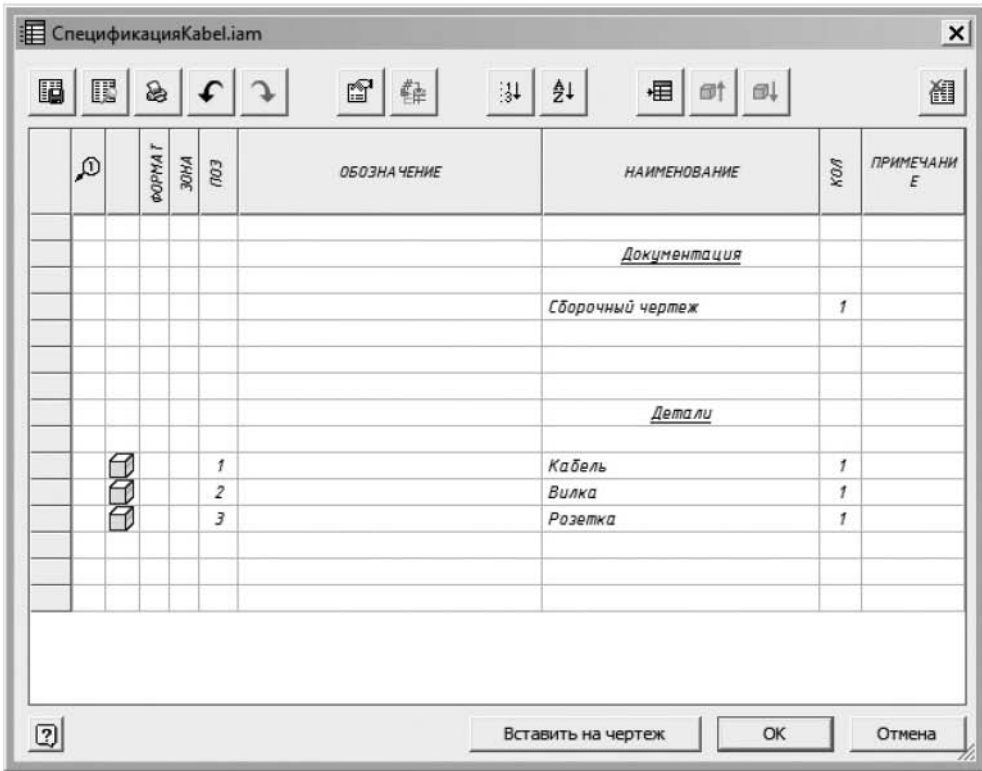 СпецификацияKabel.iam
ФОРМАТ ЗОНА ПОЗ ОБОЗНАЧЕНИЕ НАИМЕНОВАНИЕ КОЛ ПРИМЕЧАНИ
Е
Документация
Сборочный чертеж 1
Детали
1 Кабель 1
2 Вилка 1
3 Розетка 1
Вставить на чертеж OK Отмена